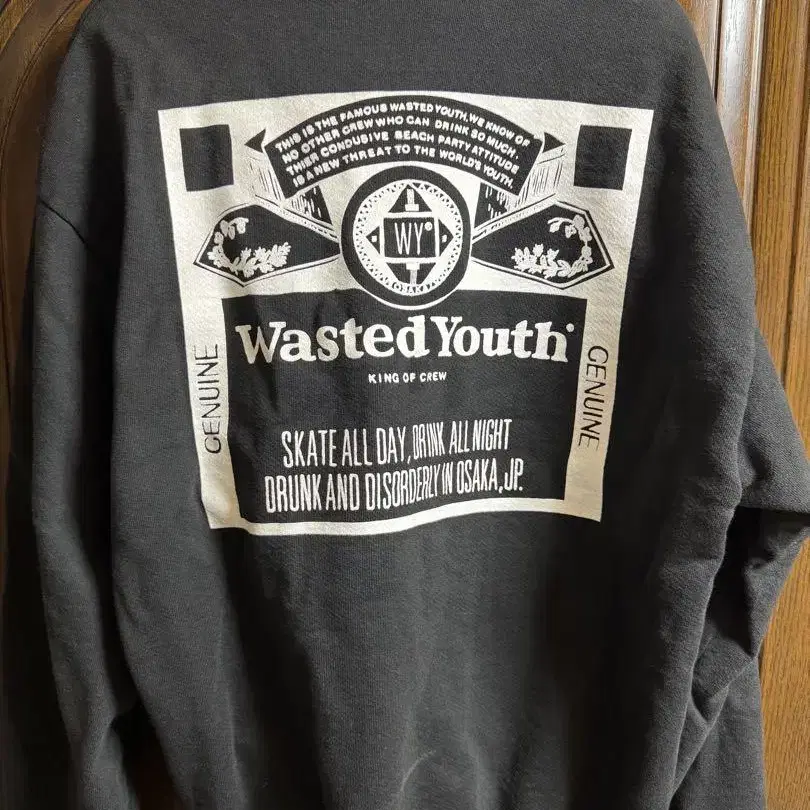 THIS IS THE FAMOUS WASTED YOUTH. WE KNOW OF
NO OTHER CREW WHO CAN DRINK SO MUCH.
THIER CONDUSIVE BEACH PARTY ATTITUDE
IS A NEW THREAT TO THE WORLD'S YOUTH.
WY®
OSAKA
Wasted Youth
KING OF CREW
GENUINE
GENUINE
SKATE ALL DAY, DRINK ALL NIGHT
DRUNK AND DISORDERLY IN OSAKA, JP.